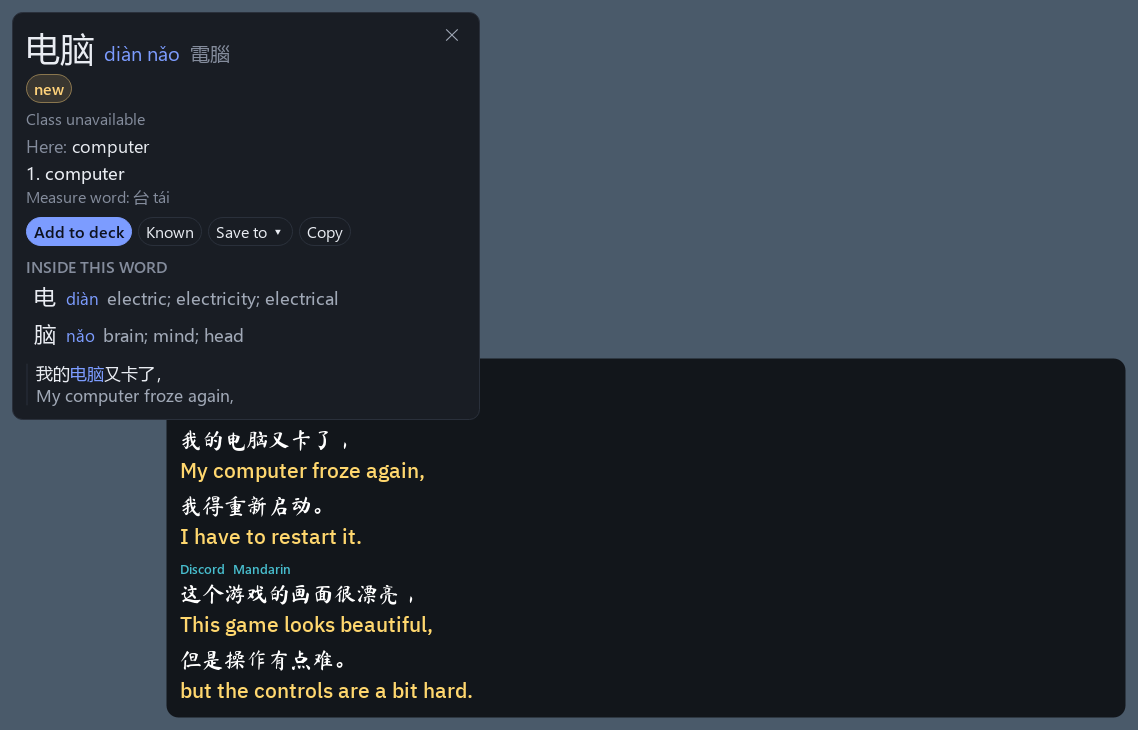 电脑 diàn nǎo 電腦
new
Class unavailable
Here: computer
1. computer
Measure word: 台 tái
Add to deck Known Save to ▾ Copy
INSIDE THIS WORD
电 diàn electric; electricity; electrical
脑 nǎo brain; mind; head
我的电脑又卡了，
My computer froze again,
我的电脑又卡了，
My computer froze again,
我得重新启动。
I have to restart it.
Discord Mandarin
这个游戏的画面很漂亮，
This game looks beautiful,
但是操作有点难。
but the controls are a bit hard.